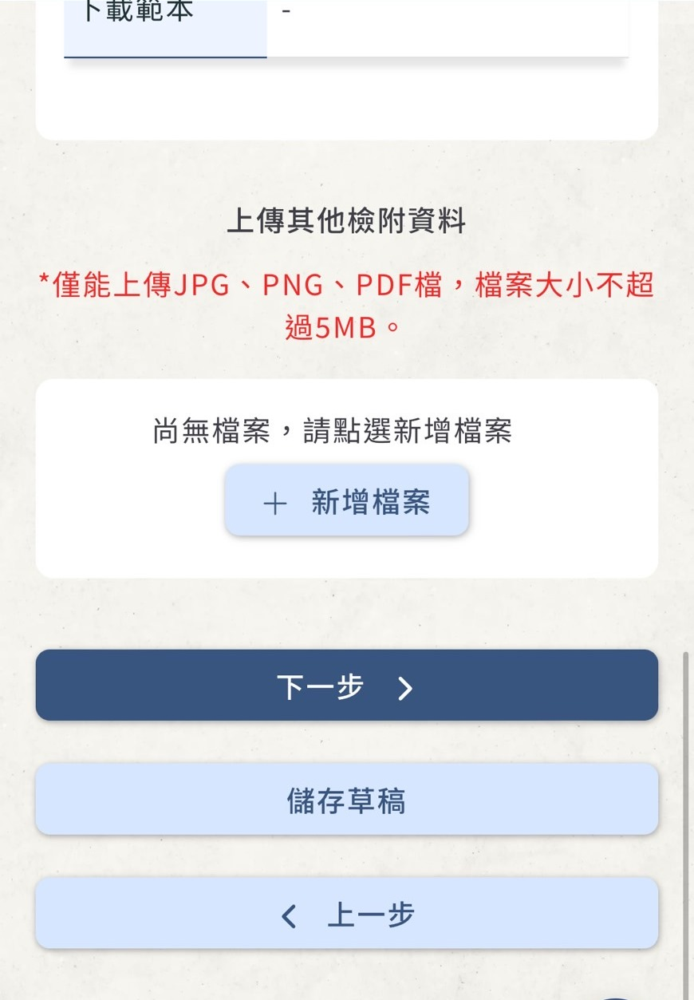 下載範本 -
上傳其他檢附資料
*僅能上傳JPG、PNG、PDF檔，檔案大小不超
過5MB。
尚無檔案，請點選新增檔案
＋ 新增檔案
下一步
儲存草稿
上一步